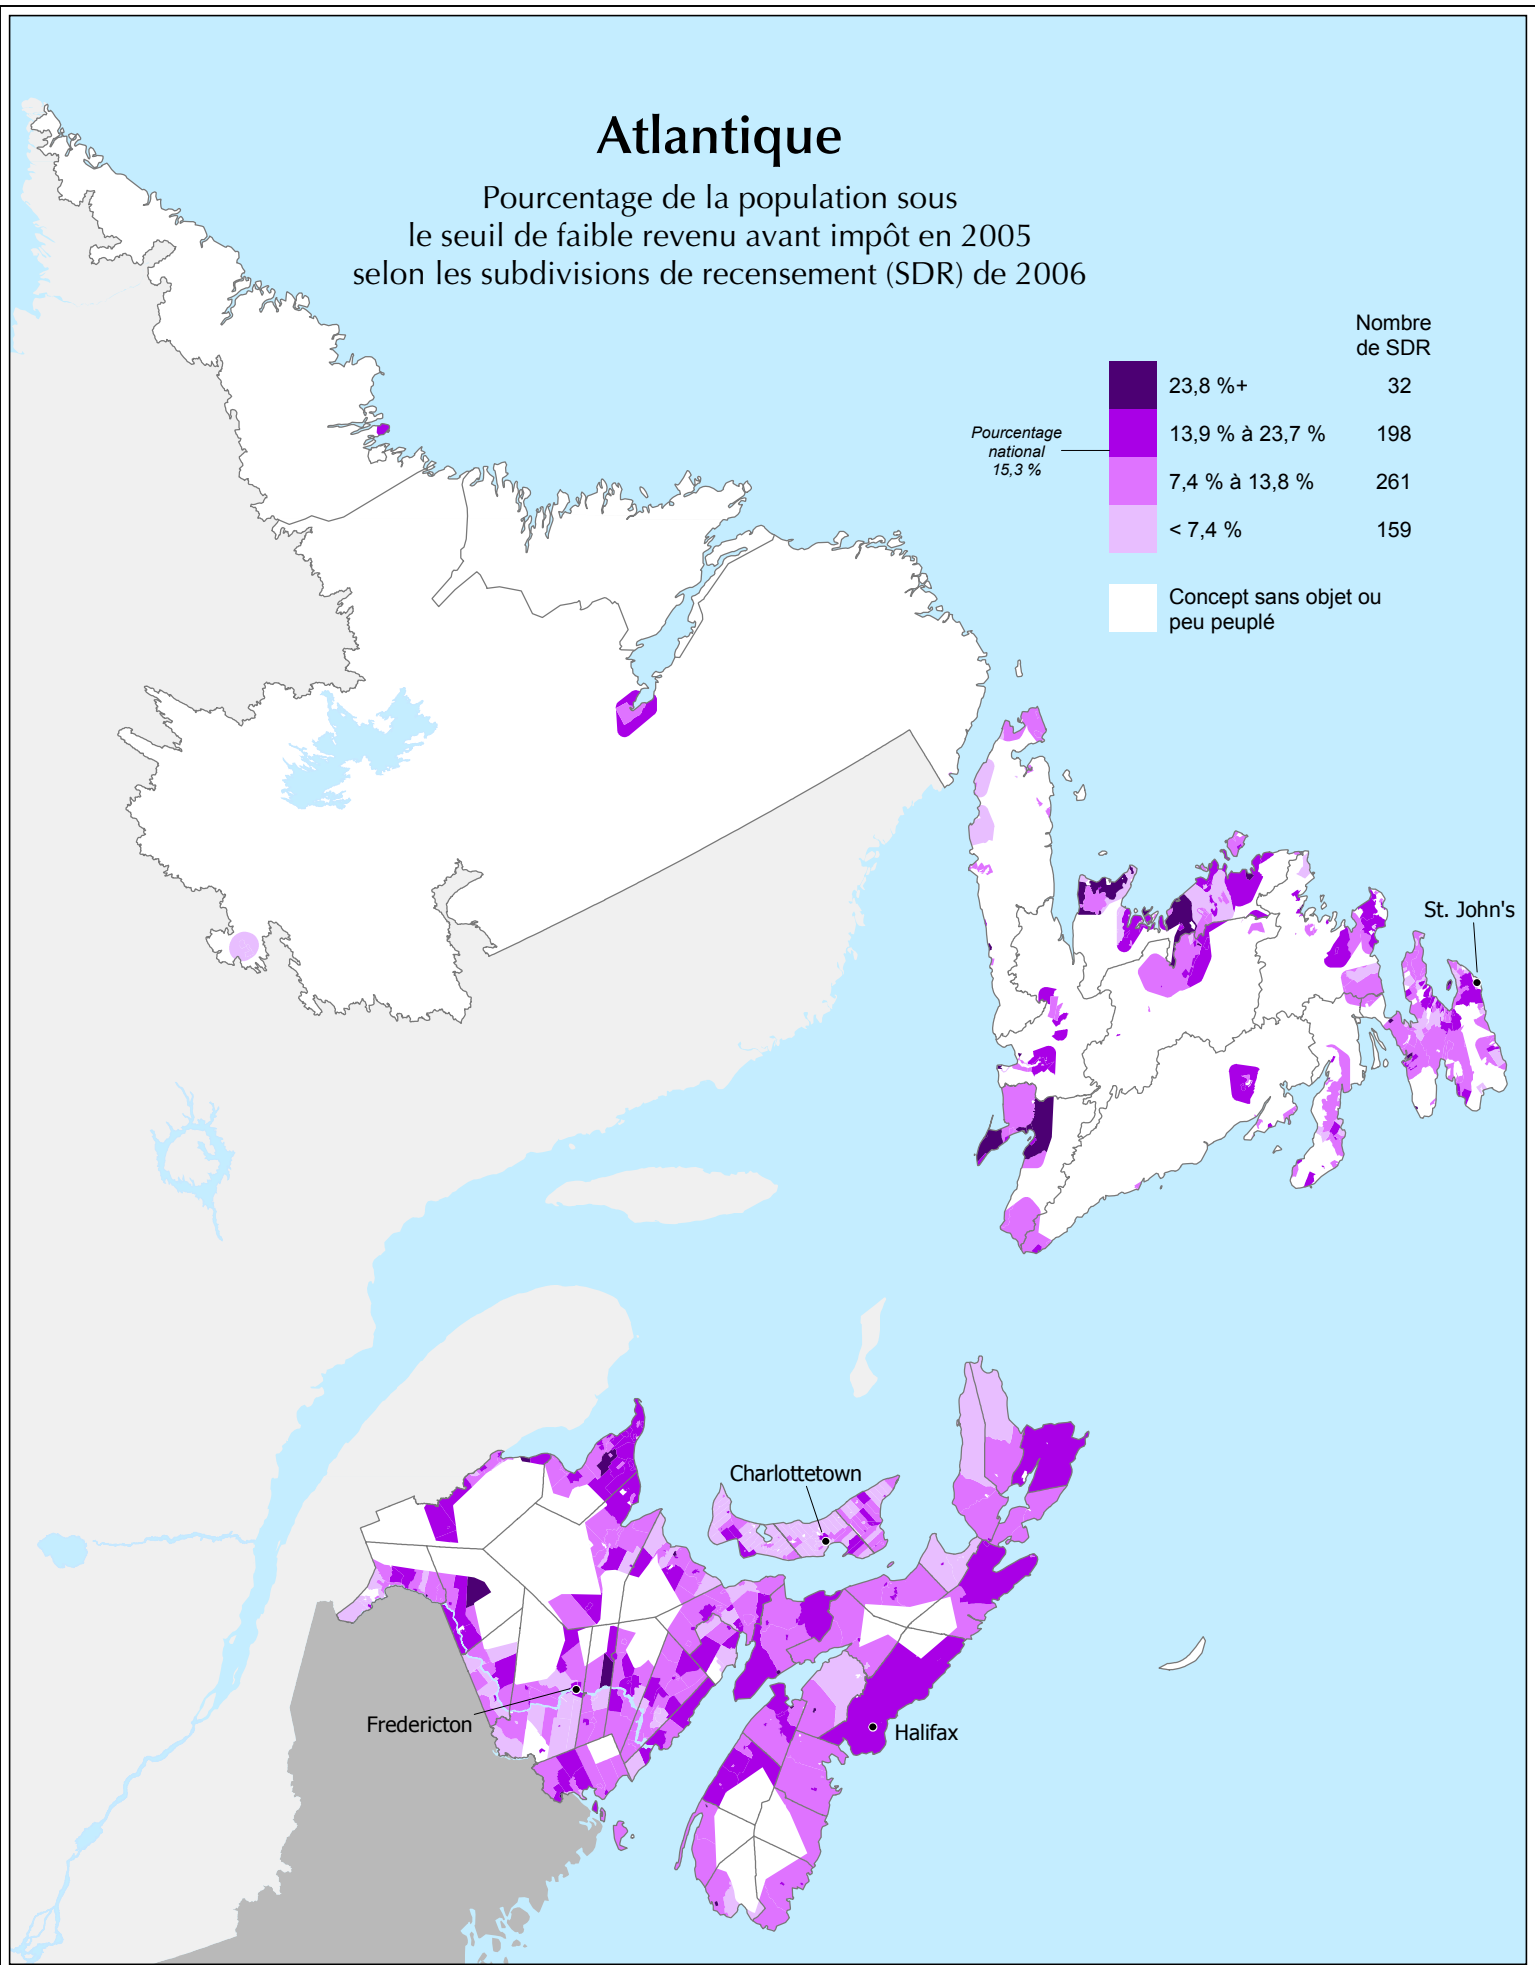 Atlantique
Pourcentage de la population sous
le seuil de faible revenu avant impôt en 2005
selon les subdivisions de recensement (SDR) de 2006
Nombre
de SDR
23,8 %+ 32
13,9 % à 23,7 % 198
7,4 % à 13,8 % 261
< 7,4 % 159
Pourcentage
national
15,3 %
Concept sans objet ou
peu peuplé
St. John's
Charlottetown
Fredericton
Halifax